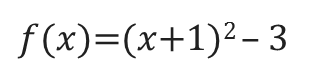 f(x)=(x+1)²– 3